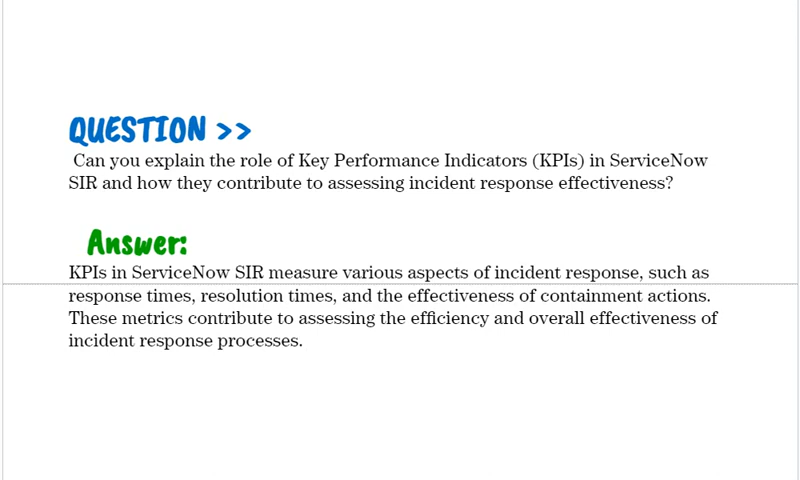 QUESTION >>
Can you explain the role of Key Performance Indicators (KPIs) in ServiceNow
SIR and how they contribute to assessing incident response effectiveness?
Answer:
KPIs in ServiceNow SIR measure various aspects of incident response, such as
response times, resolution times, and the effectiveness of containment actions.
These metrics contribute to assessing the efficiency and overall effectiveness of
incident response processes.